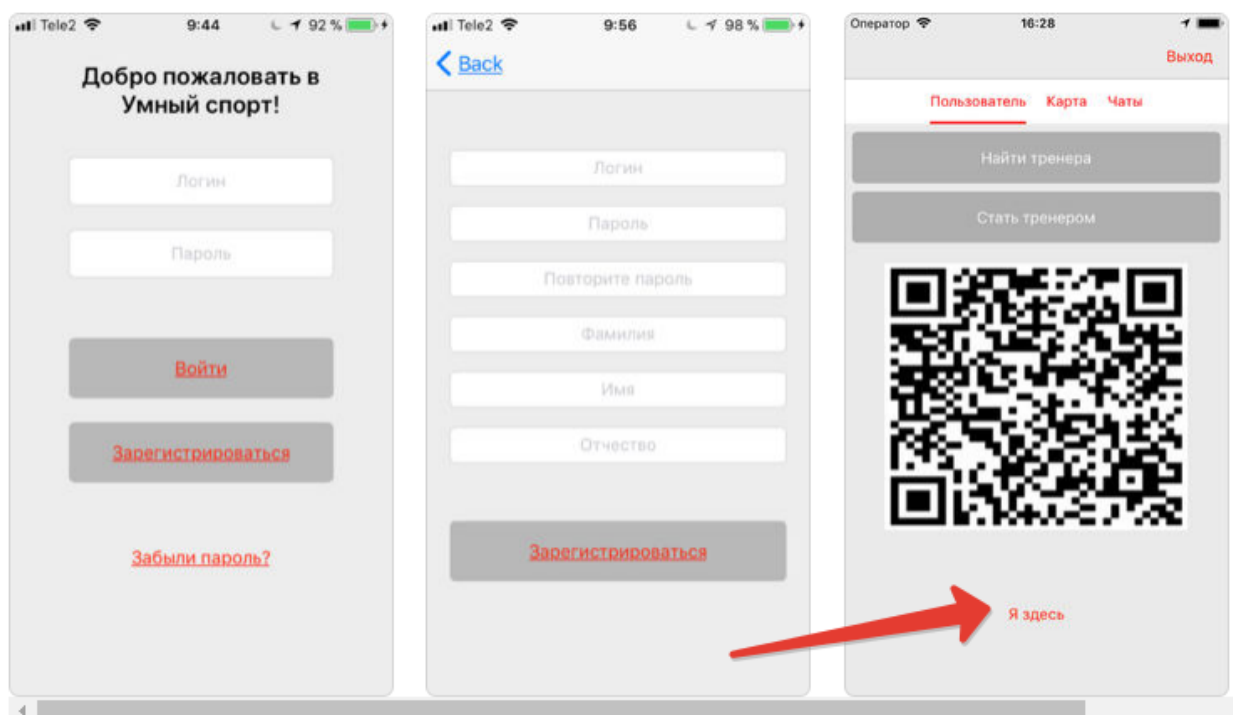 Tele2
9:44
92 %
Добро пожаловать в
Умный спорт!
Логин
Пароль
Войти
Зарегистрироваться
Забыли пароль?
Tele2
9:56
98 %
Back
Логин
Пароль
Повторите пароль
Фамилия
Имя
Отчество
Зарегистрироваться
Оператор
16:28
Выход
Пользователь Карта Чаты
Найти тренера
Стать тренером
Я здесь